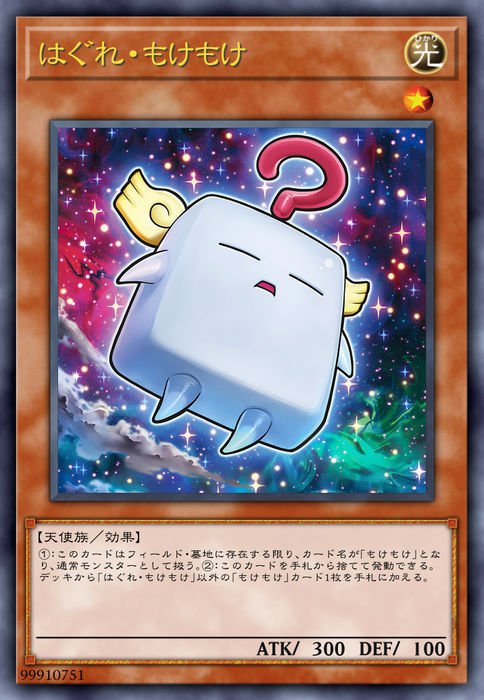 はぐれ・もけもけ
ひかり
光
【天使族／効果】
①：このカードはフィールド・墓地に存在する限り、カード名が「もけもけ」とな
り、通常モンスターとして扱う。②：このカードを手札から捨てて発動できる。
デッキから「はぐれ・もけもけ」以外の「もけもけ」カード1枚を手札に加える。
ATK/ 300 DEF/ 100
99910751